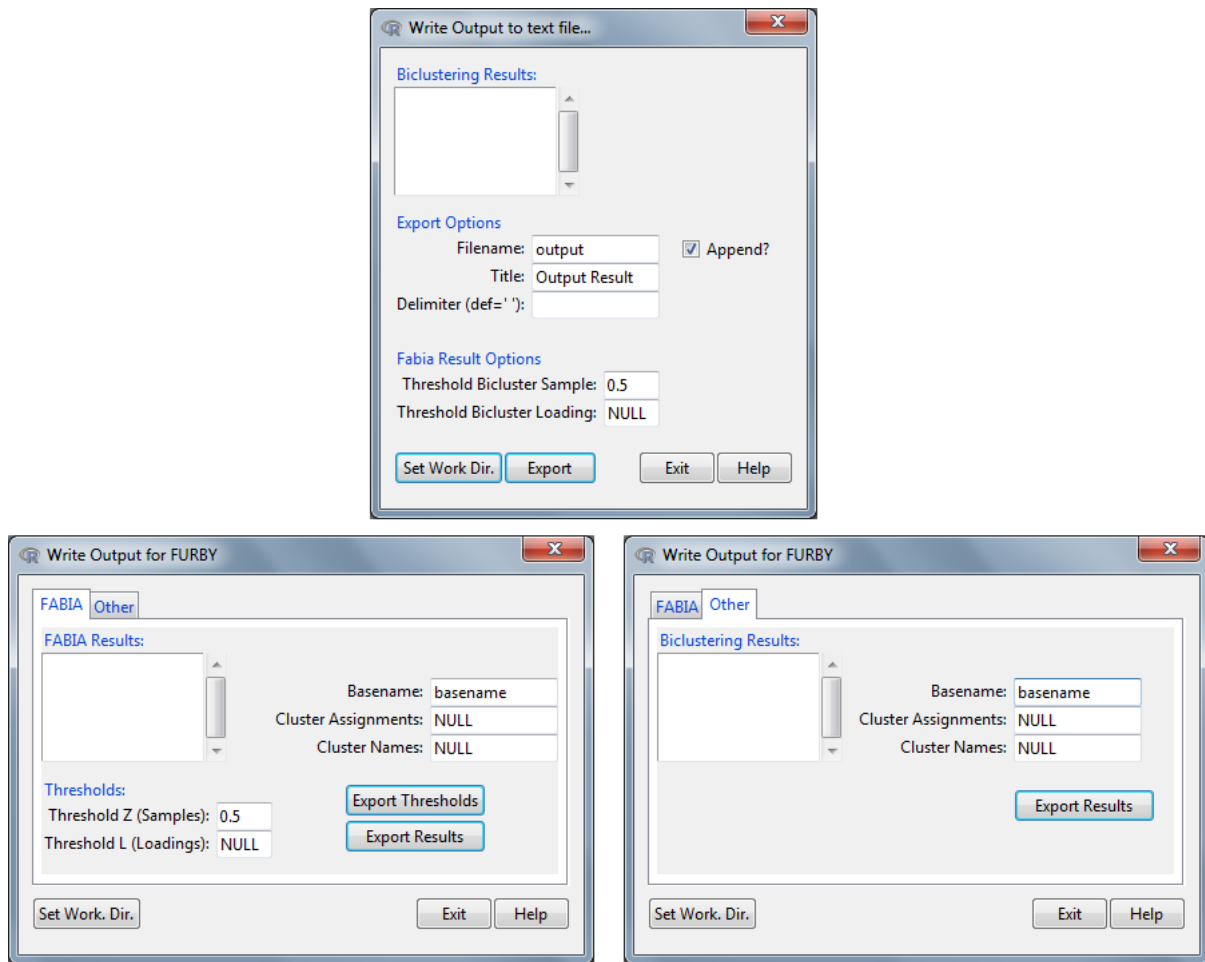 Write Output to text file...
Biclustering Results:
Export Options
Filename: output Append?
Title: Output Result
Delimiter (def=' '):
Fabia Result Options
Threshold Bicluster Sample: 0.5
Threshold Bicluster Loading: NULL
Set Work Dir. Export Exit Help
Write Output for FURBY
FABIA Other
FABIA Results:
Basename: basename
Cluster Assignments: NULL
Cluster Names: NULL
Thresholds:
Threshold Z (Samples): 0.5
Threshold L (Loadings): NULL
Export Thresholds
Export Results
Set Work. Dir. Exit Help
Write Output for FURBY
FABIA Other
Biclustering Results:
Basename: basename
Cluster Assignments: NULL
Cluster Names: NULL
Export Results
Set Work. Dir. Exit Help